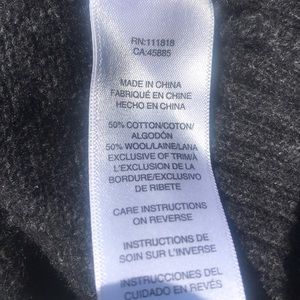 RN:111818
CA:45885
MADE IN CHINA
FABRIQUÉ EN CHINE
HECHO EN CHINA
50% COTTON/COTON/
ALGODÓN
50% WOOL/LAINE/LANA
EXCLUSIVE OF TRIM/À
L'EXCLUSION DE LA
BORDURE/EXCLUSIVO
DE RIBETE
CARE INSTRUCTIONS
ON REVERSE
INSTRUCTIONS DE
SOIN SUR L'INVERSE
INSTRUCCIONES DEL
CUIDADO EN REVÉS